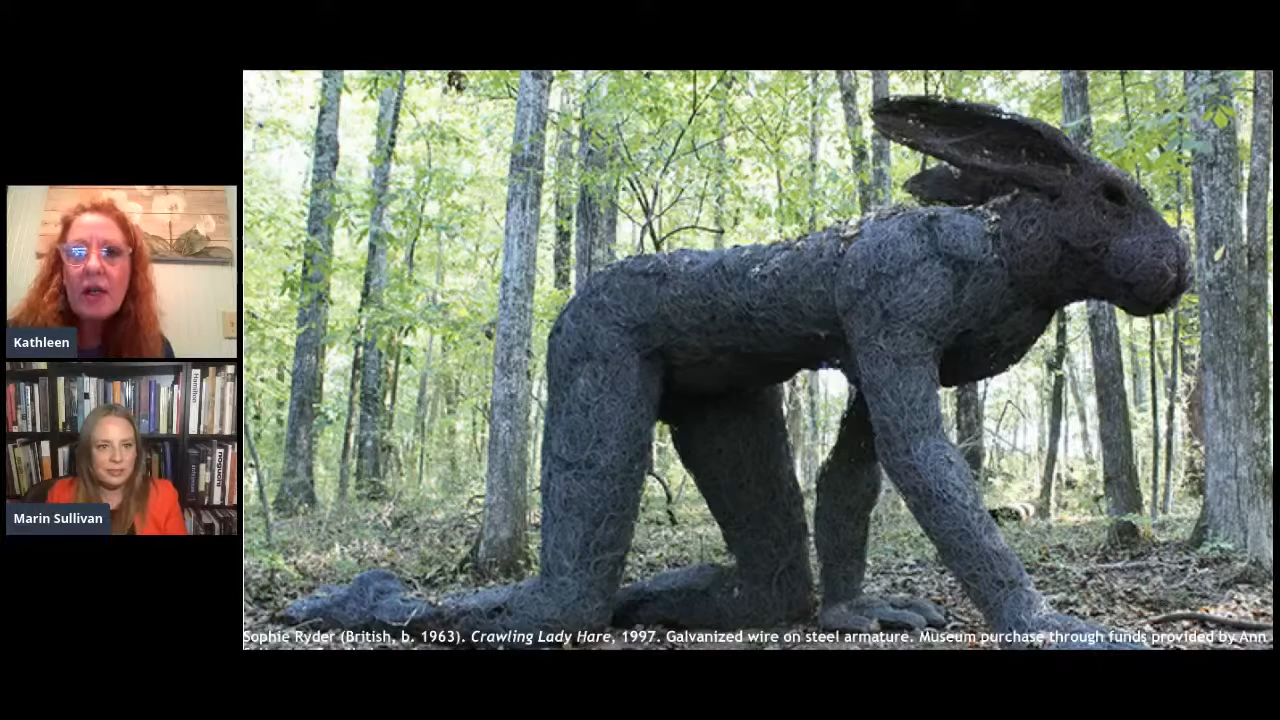 Kathleen
Marin Sullivan
Hamilton
Sophie Ryder (British, b. 1963). Crawling Lady Hare, 1997. Galvanized wire on steel armature. Museum purchase through funds provided by Ann